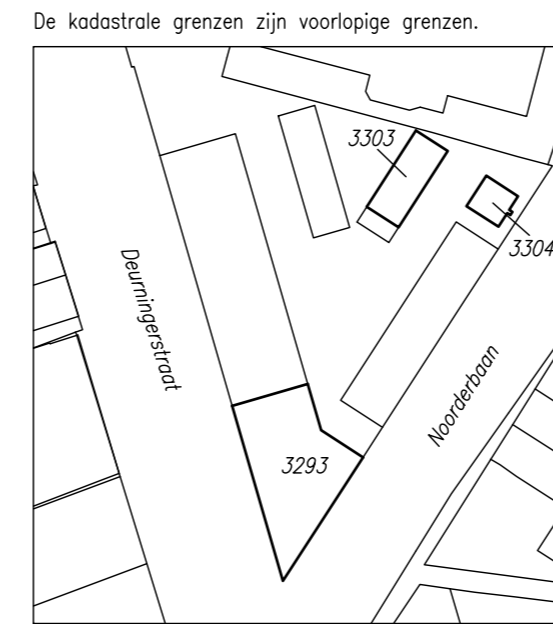 De kadastrale grenzen zijn voorlopige grenzen.
3303
3304
Deurningerstraat
Noorderbaan
3293